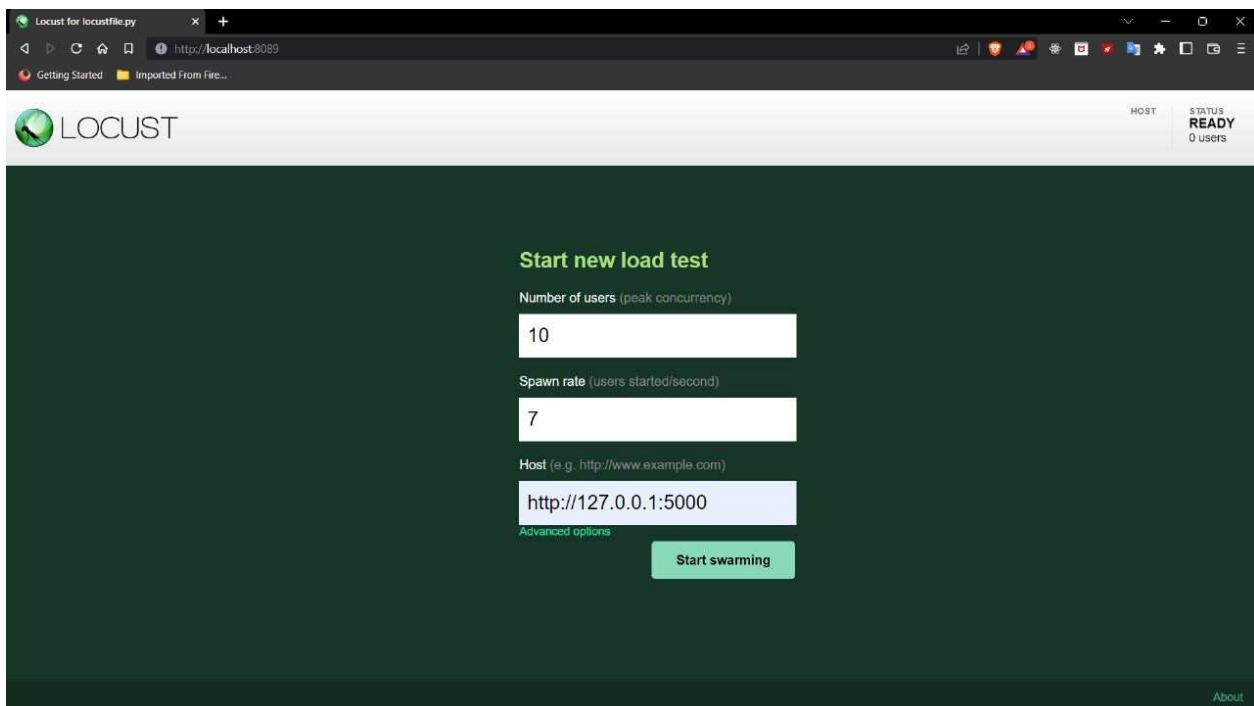 Locust for locustfile.py
http://localhost:8089
Getting Started Imported From Fire...
LOCUST
HOST
STATUS
READY
0 users
Start new load test
Number of users (peak concurrency)
10
Spawn rate (users started/second)
7
Host (e.g. http://www.example.com)
http://127.0.0.1:5000
Advanced options
Start swarming
About